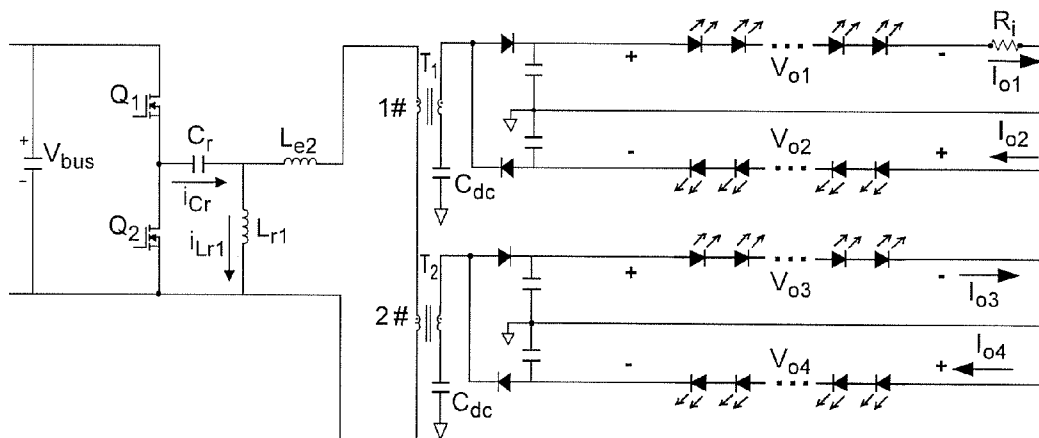 R_i
T_1
+
V_o1
-
I_o1
Q_1
1#
C_r
L_e2
+
V_bus
-
-
V_o2
+
I_o2
i_Cr
C_dc
Q_2
i_Lr1
L_r1
T_2
+
V_o3
-
I_o3
2#
-
V_o4
+
I_o4
C_dc